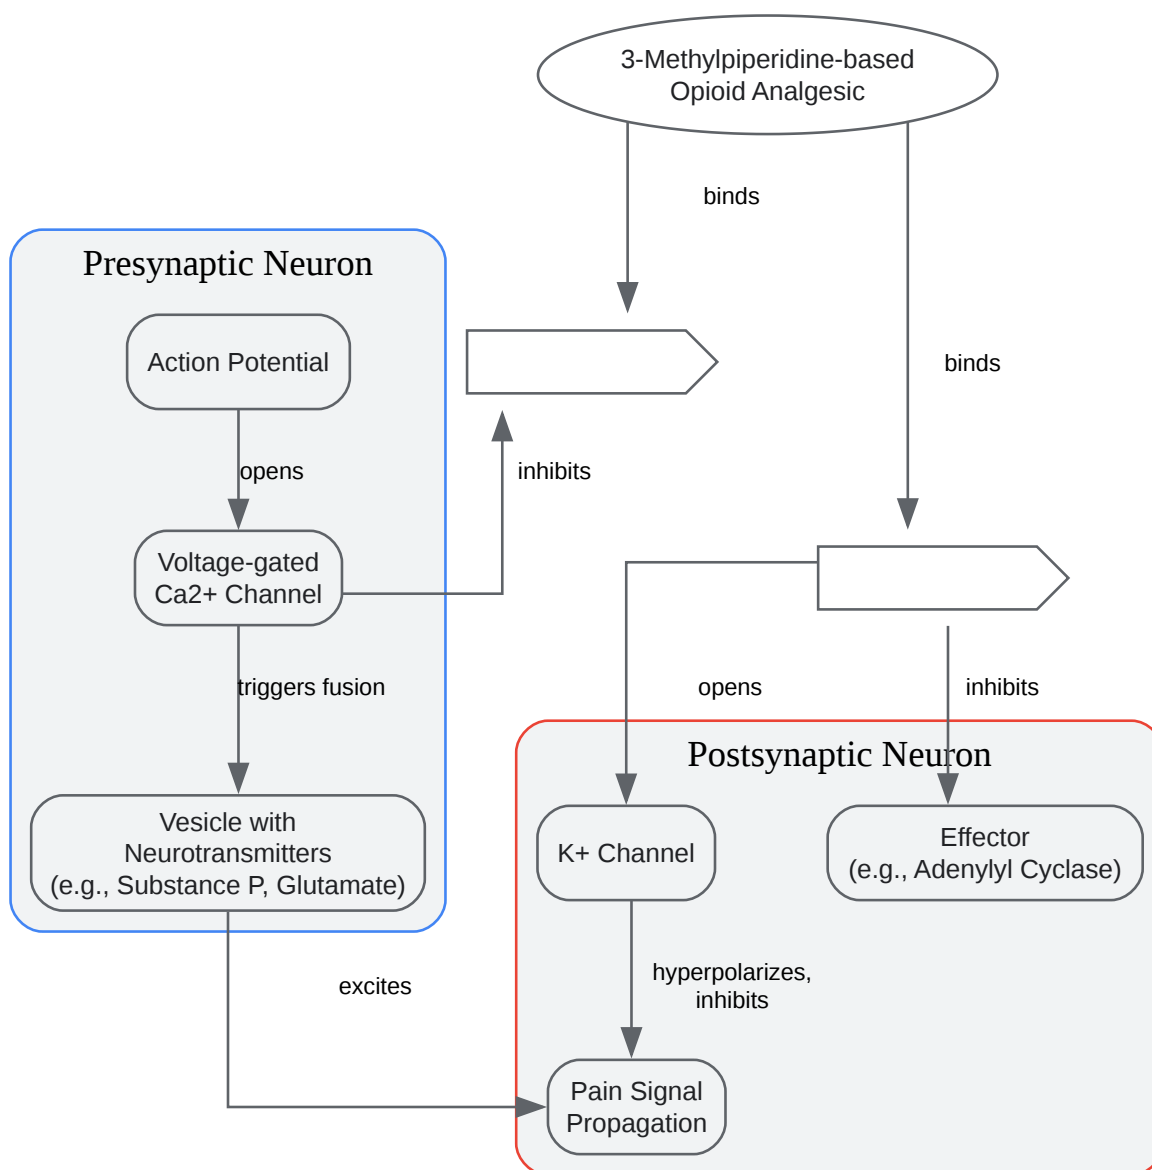 3-Methylpiperidine-based
Opioid Analgesic
binds
Presynaptic Neuron
Action Potential
binds
opens
inhibits
Voltage-gated
Ca2+ Channel
triggers fusion
opens
inhibits
Postsynaptic Neuron
Vesicle with
Neurotransmitters
(e.g., Substance P, Glutamate)
K+ Channel
Effector
(e.g., Adenylyl Cyclase)
excites
hyperpolarizes,
inhibits
Pain Signal
Propagation